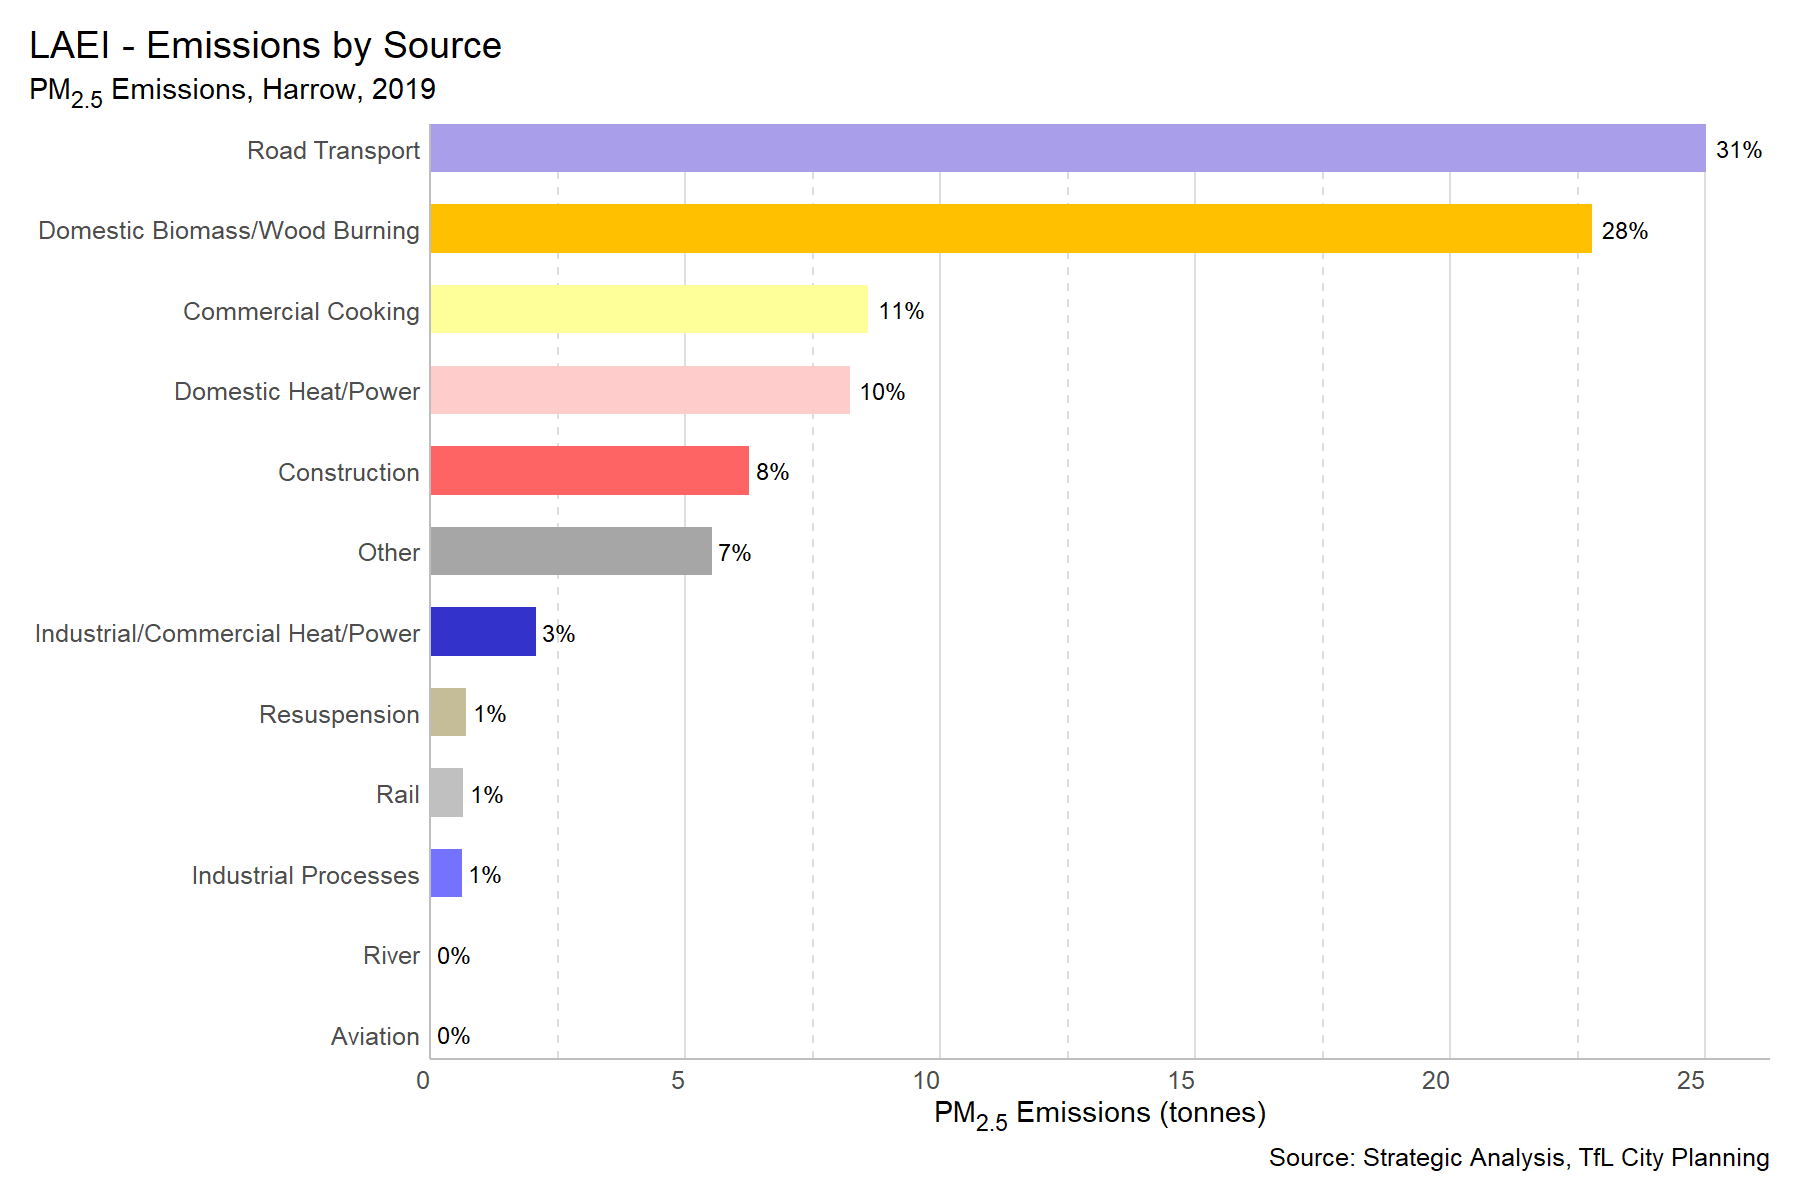 LAEI - Emissions by Source
PM2.5 Emissions, Harrow, 2019
Road Transport 31%
Domestic Biomass/Wood Burning 28%
Commercial Cooking 11%
Domestic Heat/Power 10%
Construction 8%
Other 7%
Industrial/Commercial Heat/Power 3%
Resuspension 1%
Rail 1%
Industrial Processes 1%
River 0%
Aviation 0%
0 5 10 15 20 25
PM2.5 Emissions (tonnes)
Source: Strategic Analysis, TfL City Planning